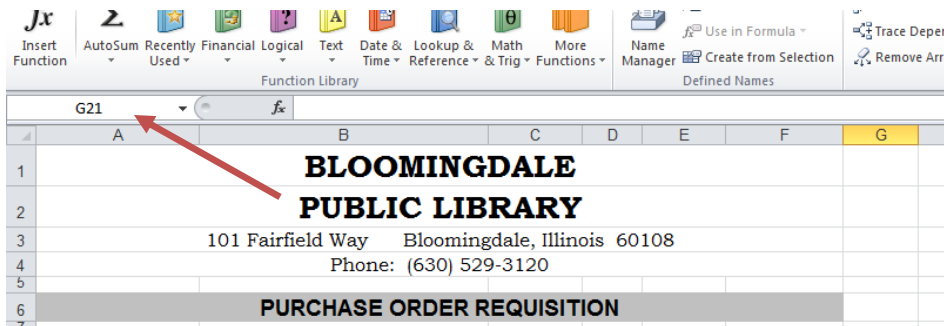 fx Σ ? A θ
Insert Function AutoSum Recently Used Financial Logical Text Date & Time Lookup & Reference Math & Trig More Functions Name Manager
Use in Formula
Create from Selection
Trace
Remove
Function Library Defined Names
G21 fx
A B C D E F G
1 BLOOMINGDALE
2 PUBLIC LIBRARY
3 101 Fairfield Way Bloomingdale, Illinois 60108
4 Phone: (630) 529-3120
5
6 PURCHASE ORDER REQUISITION